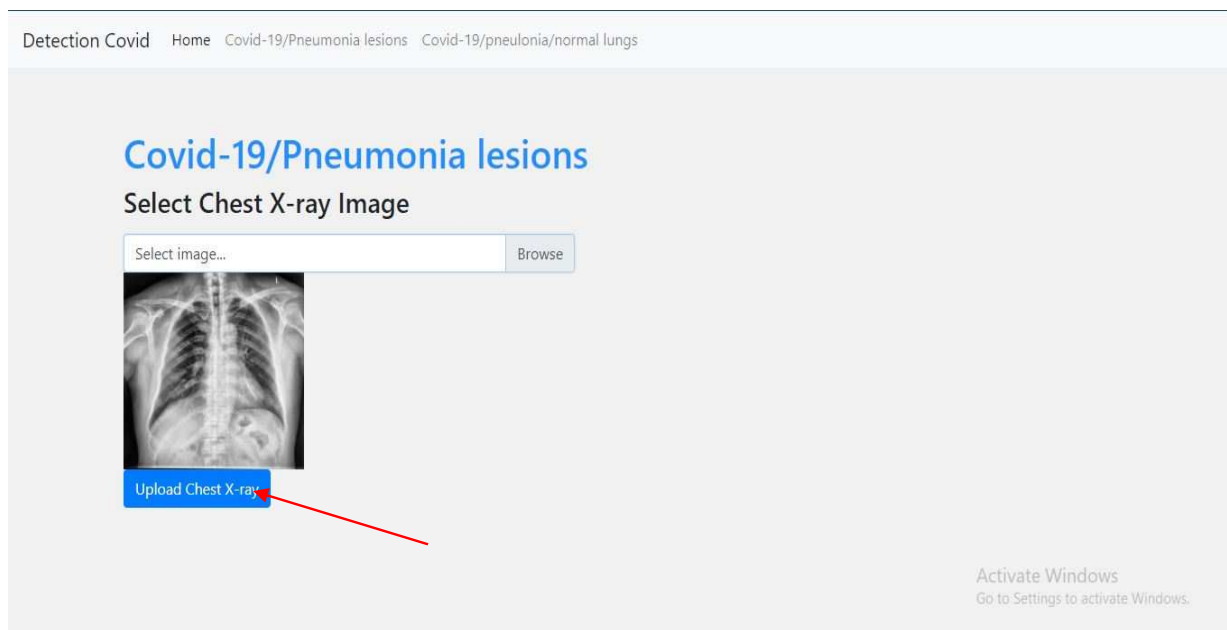 Detection Covid Home Covid-19/Pneumonia lesions Covid-19/pneulonia/normal lungs
Covid-19/Pneumonia lesions
Select Chest X-ray Image
Select image... Browse
Upload Chest X-ray
Activate Windows
Go to Settings to activate Windows.